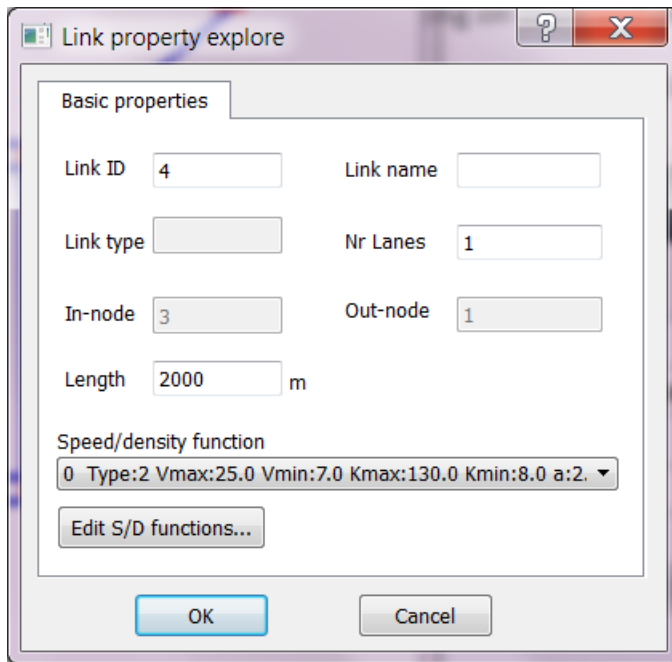 Link property explore
Basic properties
Link ID 4 Link name
Link type Nr Lanes 1
In-node 3 Out-node 1
Length 2000 m
Speed/density function
0 Type:2 Vmax:25.0 Vmin:7.0 Kmax:130.0 Kmin:8.0 a:2.
Edit S/D functions...
OK Cancel